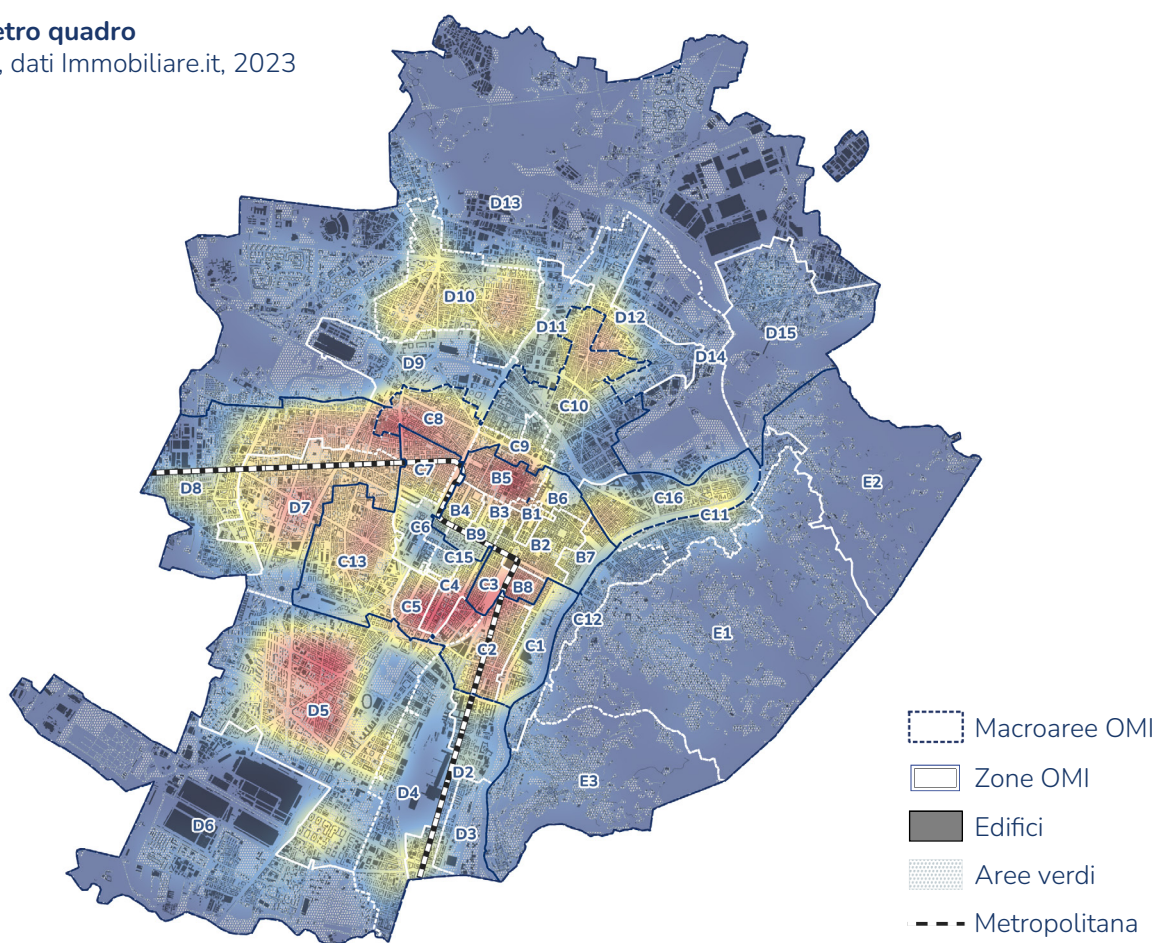 etro quadro
, dati Immobiliare.it, 2023
D13
D10
D11
D12
D15
D14
D9
C10
C8
C9
E2
C7
B5
D8
B6
C16
D7
B4
B3
B1
C11
C6
B9
B2
C13
C15
B7
C4
C3
B8
C5
C12
E1
C2
C1
D5
0
D2
E3
D4
D6
D3
Macroaree OMI
Zone OMI
Edifici
Aree verdi
Metropolitana